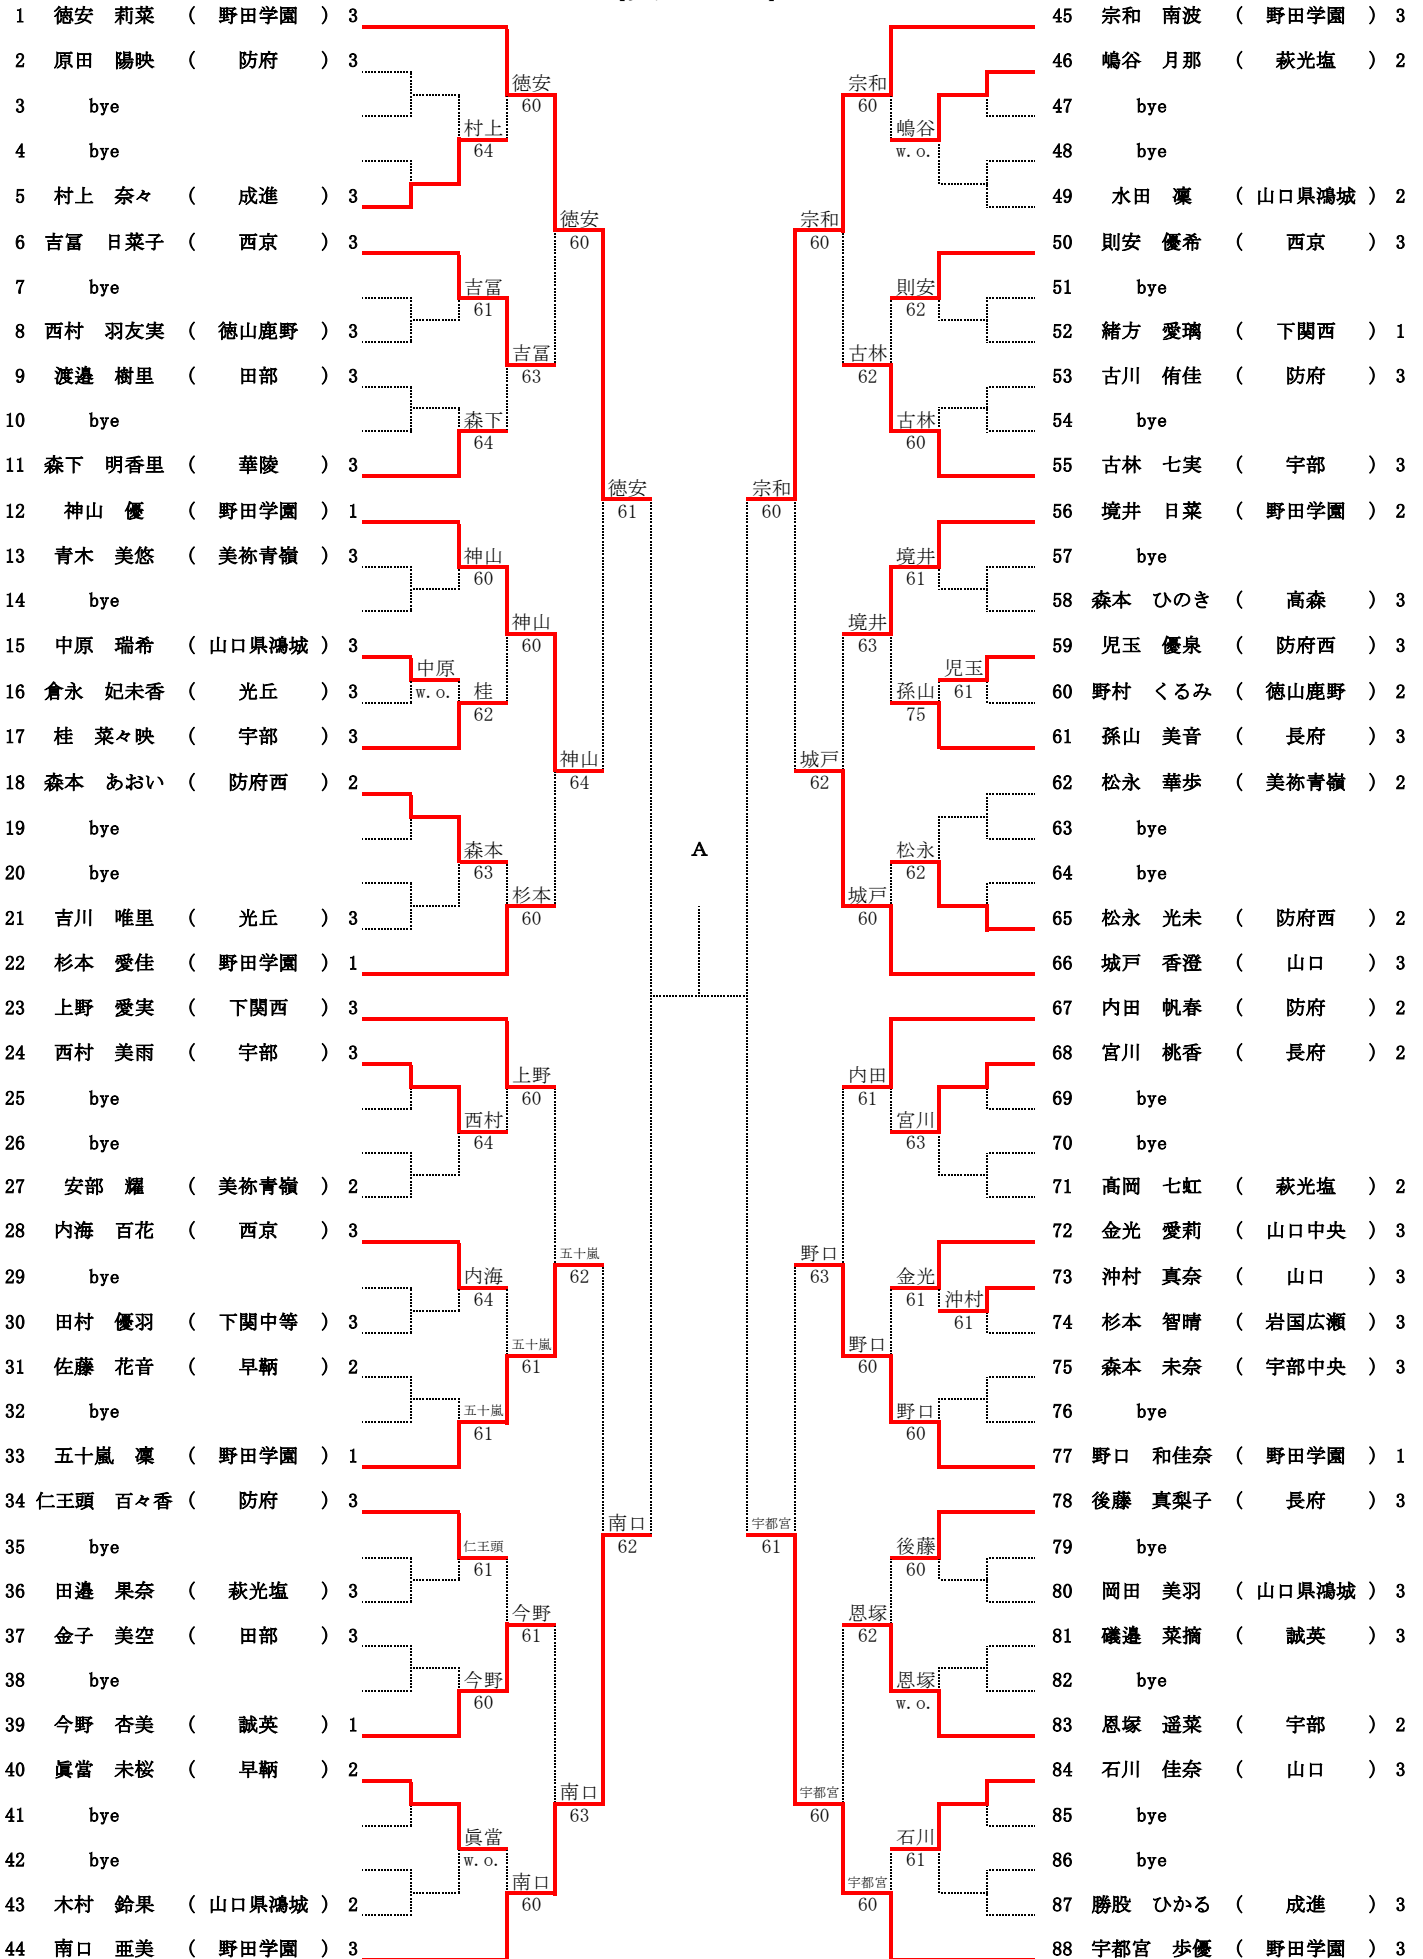 1 徳安 莉菜 ( 野田学園 ) 3
2 原田 陽映 ( 防府 ) 3
3 bye
4 bye
5 村上 奈々 ( 成進 ) 3
6 吉冨 日菜子 ( 西京 ) 3
7 bye
8 西村 羽友実 ( 徳山鹿野 ) 3
9 渡邉 樹里 ( 田部 ) 3
10 bye
11 森下 明香里 ( 華陵 ) 3
12 神山 優 ( 野田学園 ) 1
13 青木 美悠 ( 美祢青嶺 ) 3
14 bye
15 中原 瑞希 ( 山口県鴻城 ) 3
16 倉永 妃未香 ( 光丘 ) 3
17 桂 菜々映 ( 宇部 ) 3
18 森本 あおい ( 防府西 ) 2
19 bye
20 bye
21 吉川 唯里 ( 光丘 ) 3
22 杉本 愛佳 ( 野田学園 ) 1
23 上野 愛実 ( 下関西 ) 3
24 西村 美雨 ( 宇部 ) 3
25 bye
26 bye
27 安部 耀 ( 美祢青嶺 ) 2
28 内海 百花 ( 西京 ) 3
29 bye
30 田村 優羽 ( 下関中等 ) 3
31 佐藤 花音 ( 早鞆 ) 2
32 bye
33 五十嵐 凜 ( 野田学園 ) 1
34 仁王頭 百々香 ( 防府 ) 3
35 bye
36 田邉 果奈 ( 萩光塩 ) 3
37 金子 美空 ( 田部 ) 3
38 bye
39 今野 杏美 ( 誠英 ) 1
40 眞當 未桜 ( 早鞆 ) 2
41 bye
42 bye
43 木村 鈴果 ( 山口県鴻城 ) 2
44 南口 亜美 ( 野田学園 ) 3
村上
64
吉冨
61
森下
64
神山
60
中原
w.o.
桂
62
森本
63
西村
64
内海
64
五十嵐
61
仁王頭
61
今野
60
眞當
w.o.
徳安
60
吉冨
63
神山
60
杉本
60
上野
60
五十嵐
61
今野
61
南口
60
徳安
60
神山
64
五十嵐
62
南口
63
徳安
61
南口
62
A
宗和
60
宇都宮
61
宗和
60
城戸
62
野口
63
宇都宮
60
宗和
60
古林
62
境井
63
城戸
60
内田
61
野口
60
恩塚
62
宇都宮
60
嶋谷
w.o.
則安
62
古林
60
境井
61
児玉
61
孫山
75
松永
62
宮川
63
金光
61
沖村
61
野口
60
後藤
60
恩塚
w.o.
石川
61
45 宗和 南波 ( 野田学園 ) 3
46 嶋谷 月那 ( 萩光塩 ) 2
47 bye
48 bye
49 水田 凜 ( 山口県鴻城 ) 2
50 則安 優希 ( 西京 ) 3
51 bye
52 緒方 愛璃 ( 下関西 ) 1
53 古川 侑佳 ( 防府 ) 3
54 bye
55 古林 七実 ( 宇部 ) 3
56 境井 日菜 ( 野田学園 ) 2
57 bye
58 森本 ひのき ( 高森 ) 3
59 児玉 優泉 ( 防府西 ) 3
60 野村 くるみ ( 徳山鹿野 ) 2
61 孫山 美音 ( 長府 ) 3
62 松永 華歩 ( 美祢青嶺 ) 2
63 bye
64 bye
65 松永 光未 ( 防府西 ) 2
66 城戸 香澄 ( 山口 ) 3
67 内田 帆春 ( 防府 ) 2
68 宮川 桃香 ( 長府 ) 2
69 bye
70 bye
71 髙岡 七虹 ( 萩光塩 ) 2
72 金光 愛莉 ( 山口中央 ) 3
73 沖村 真奈 ( 山口 ) 3
74 杉本 智晴 ( 岩国広瀬 ) 3
75 森本 未奈 ( 宇部中央 ) 3
76 bye
77 野口 和佳奈 ( 野田学園 ) 1
78 後藤 真梨子 ( 長府 ) 3
79 bye
80 岡田 美羽 ( 山口県鴻城 ) 3
81 磯邉 菜摘 ( 誠英 ) 3
82 bye
83 恩塚 遥菜 ( 宇部 ) 2
84 石川 佳奈 ( 山口 ) 3
85 bye
86 bye
87 勝股 ひかる ( 成進 ) 3
88 宇都宮 歩優 ( 野田学園 ) 3